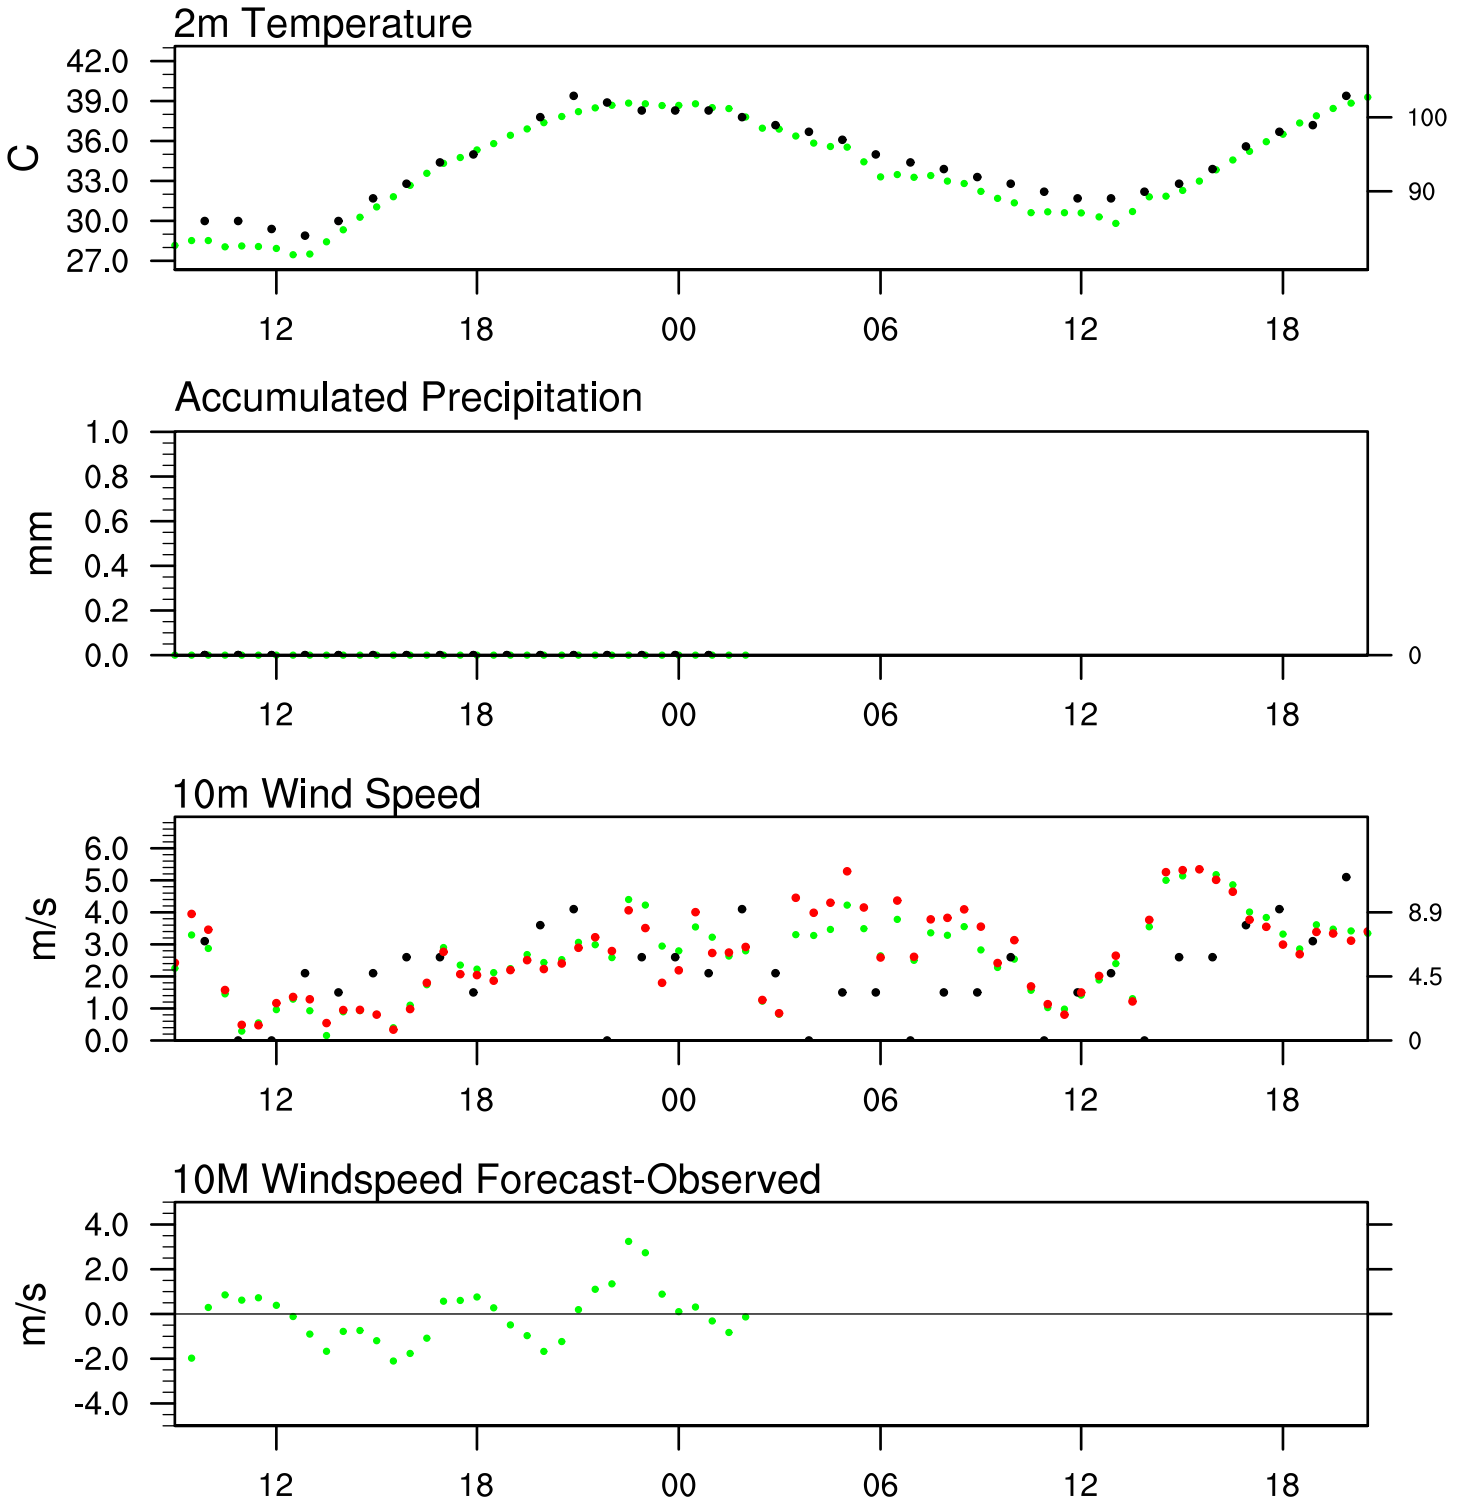 2m Temperature
42.0
39.0
36.0
33.0
30.0
27.0
C
100
90
12 18 00 06 12 18
Accumulated Precipitation
1.0
0.8
0.6
0.4
0.2
0.0
mm
0
12 18 00 06 12 18
10m Wind Speed
6.0
5.0
4.0
3.0
2.0
1.0
0.0
m/s
8.9
4.5
0
12 18 00 06 12 18
10M Windspeed Forecast-Observed
4.0
2.0
0.0
-2.0
-4.0
m/s
12 18 00 06 12 18